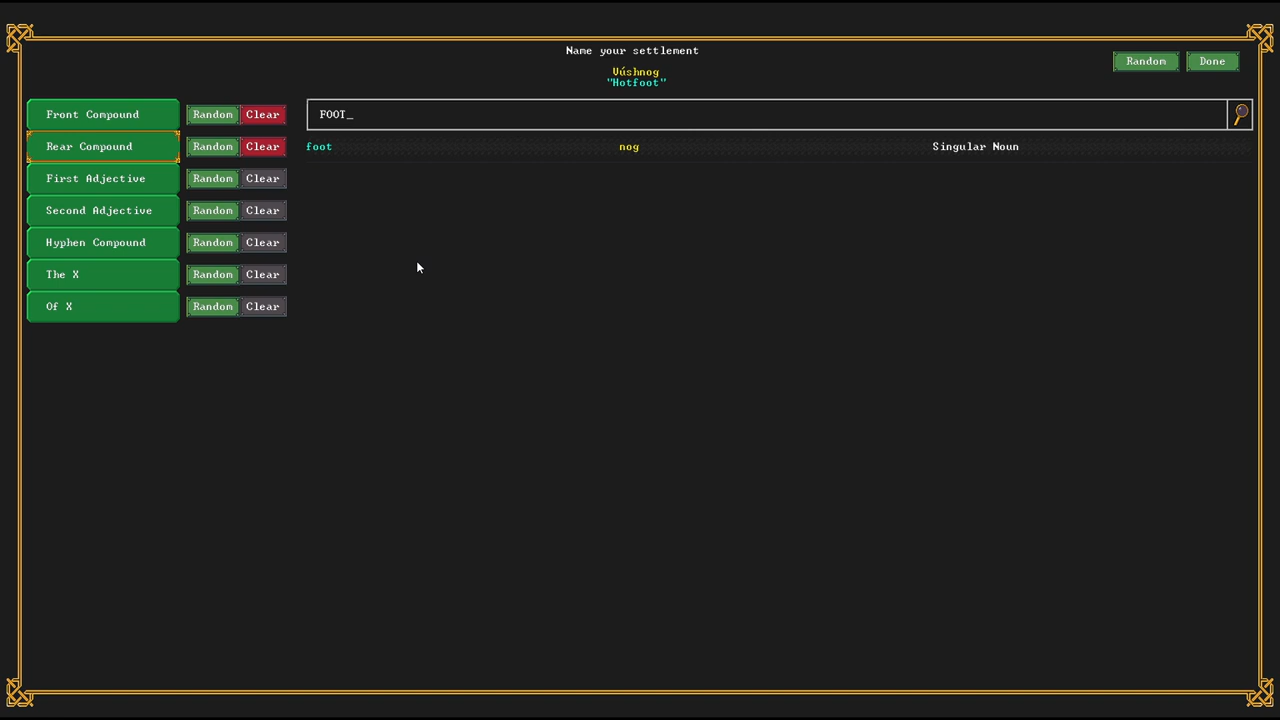 Name your settlement
Vúshnog
"Hotfoot"
Random Done
Front Compound Random Clear FOOT_
Rear Compound Random Clear foot nog Singular Noun
First Adjective Random Clear
Second Adjective Random Clear
Hyphen Compound Random Clear
The X Random Clear
Of X Random Clear